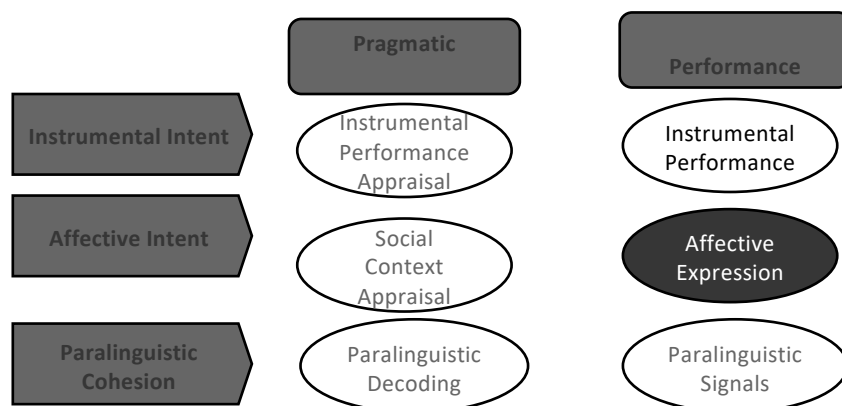 Pragmatic
Performance
Instrumental Intent
Instrumental
Performance
Appraisal
Instrumental
Performance
Affective Intent
Social
Context
Appraisal
Affective
Expression
Paralinguistic
Cohesion
Paralinguistic
Decoding
Paralinguistic
Signals